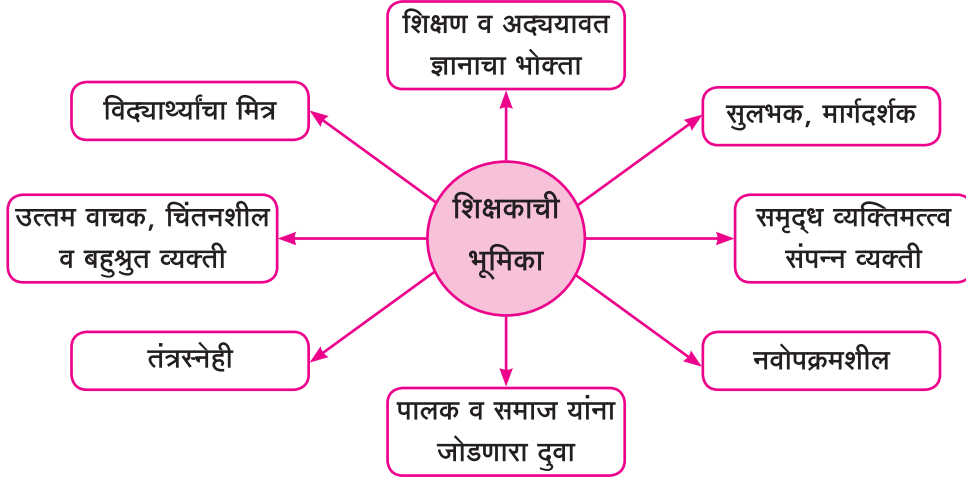 शिक्षण व अद्ययावत
ज्ञानाचा भोक्ता
विद्यार्थ्यांचा मित्र
सुलभक, मार्गदर्शक
शिक्षकाची
भूमिका
उत्तम वाचक, चिंतनशील
व बहुश्रुत व्यक्ती
समृद्ध व्यक्तिमत्त्व
संपन्न व्यक्ती
तंत्रस्नेही
नवोपक्रमशील
पालक व समाज यांना
जोडणारा दुवा